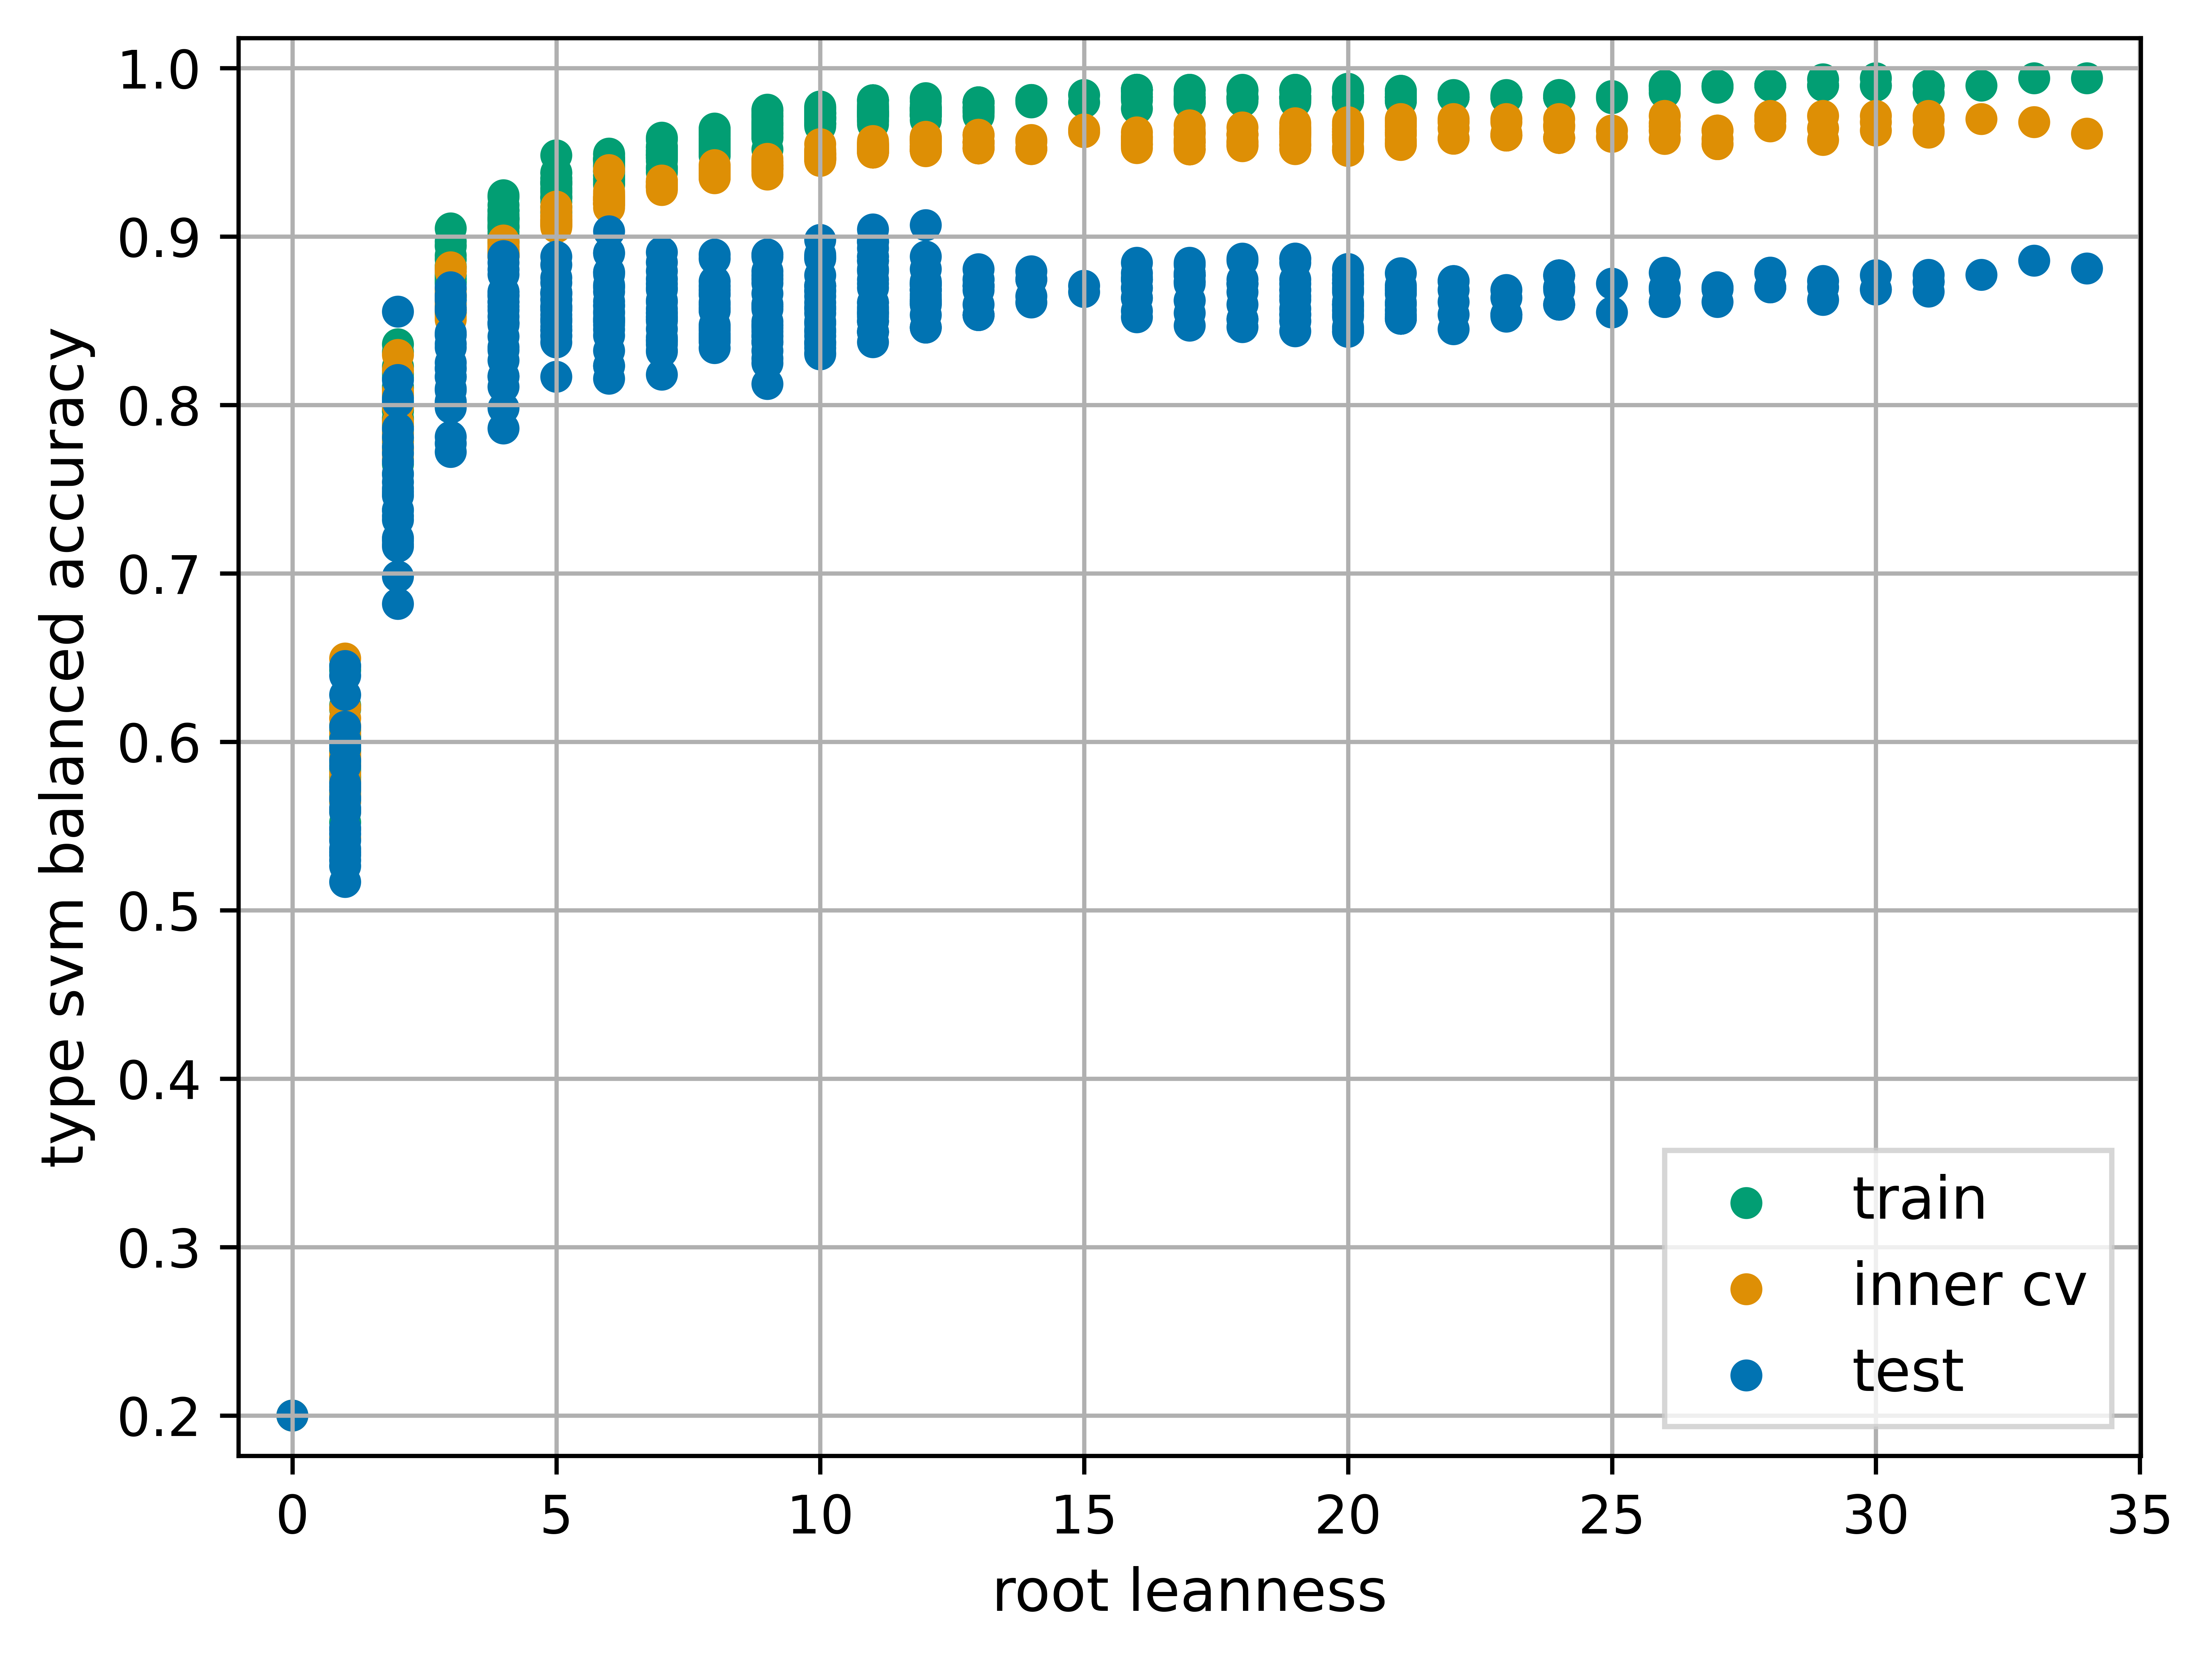 1.0
0.9
0.8
0.7
0.6
0.5
0.4
0.3
0.2
type svm balanced accuracy
0 5 10 15 20 25 30 35
root leanness
train
inner cv
test